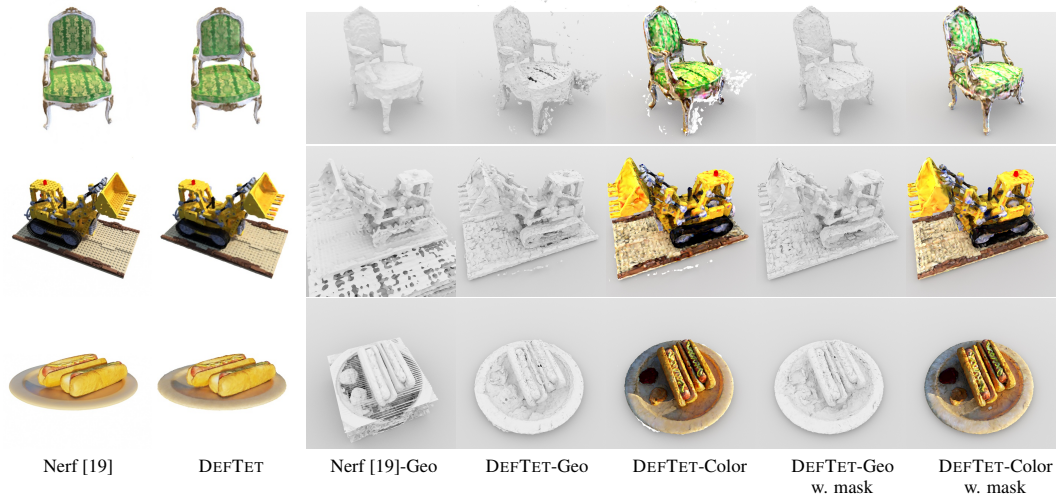 Nerf [19]
DEFTET
Nerf [19]-Geo
DEFTET-Geo
DEFTET-Color
DEFTET-Geo
w. mask
DEFTET-Color
w. mask